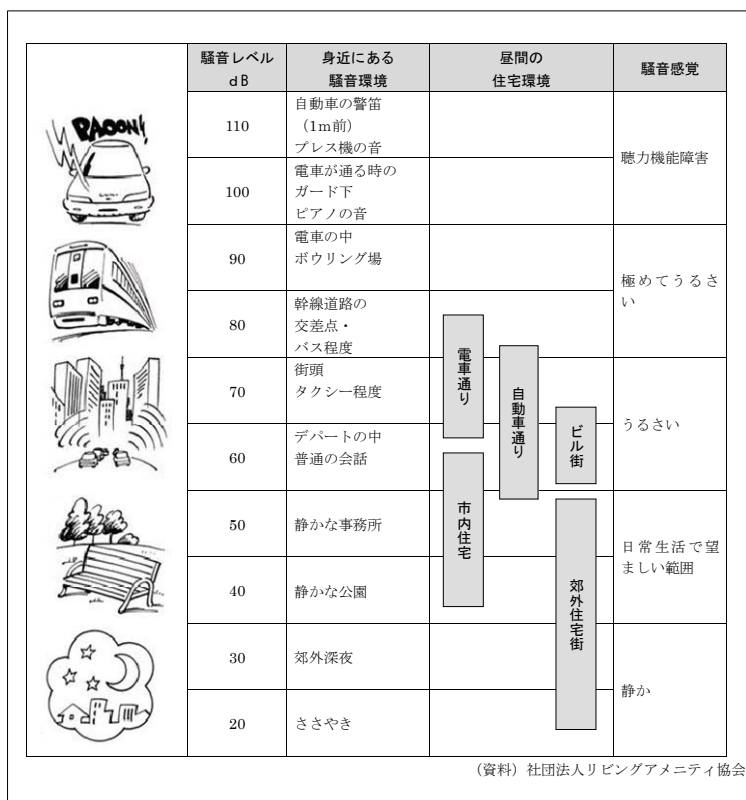 騒音レベル
dB
身近にある
騒音環境
昼間の
住宅環境
騒音感覚
PAOON!
110
自動車の警笛
（1m前）
プレス機の音
聴力機能障害
100
電車が通る時の
ガード下
ピアノの音
90
電車の中
ボウリング場
極めてうるさ
い
80
幹線道路の
交差点・
バス程度
電車通り
自動車通り
70
街頭
タクシー程度
うるさい
ビル街
60
デパートの中
普通の会話
市内住宅
50
静かな事務所
日常生活で望
ましい範囲
郊外住宅街
40
静かな公園
30
郊外深夜
静か
20
ささやき
（資料）社団法人リビングアメニティ協会